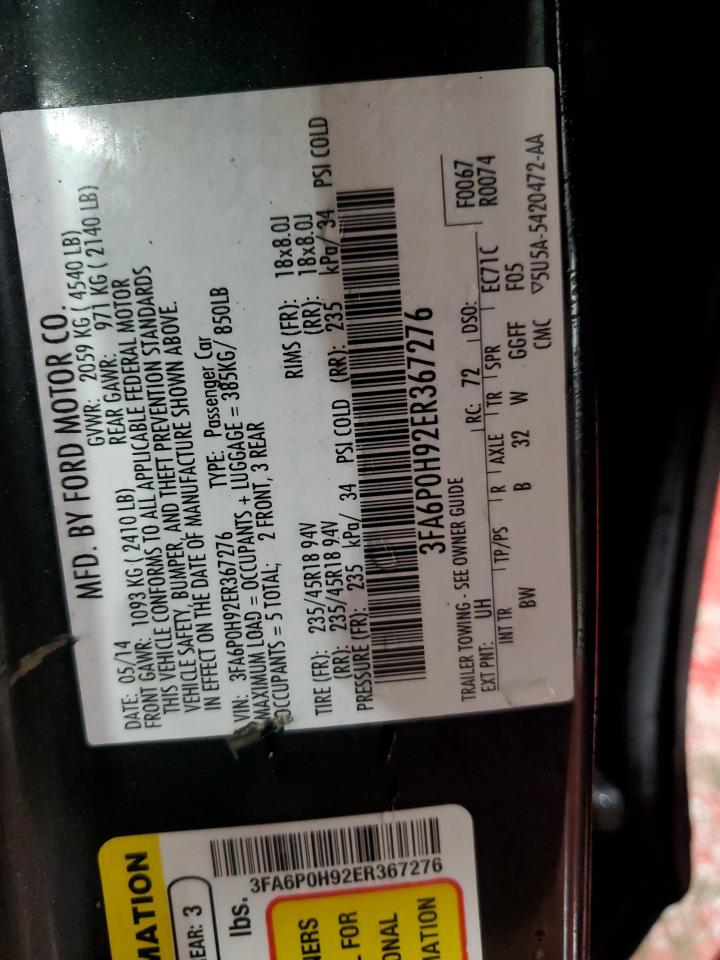 MFD. BY FORD MOTOR CO.
DATE: 05/14 GVWR: 2059 KG ( 4540 LB)
FRONT GAWR: 1093 KG ( 2410 LB) REAR GAWR: 971 KG ( 2140 LB)
THIS VEHICLE CONFORMS TO ALL APPLICABLE FEDERAL MOTOR
VEHICLE SAFETY, BUMPER, AND THEFT PREVENTION STANDARDS
IN EFFECT ON THE DATE OF MANUFACTURE SHOWN ABOVE.
VIN: 3FA6P0H92ER367276 TYPE: Passenger Car
MAXIMUM LOAD = OCCUPANTS + LUGGAGE = 385KG/ 850LB
OCCUPANTS = 5 TOTAL; 2 FRONT, 3 REAR
TIRE (FR): 235/45R18 94V RIMS (FR): 18x8.0J
(RR): 235/45R18 94V (RR): 18x8.0J
PRESSURE (FR): 235 kPa/ 34 PSI COLD (RR): 235 kPa/ 34 PSI COLD
3FA6P0H92ER367276
TRAILER TOWING - SEE OWNER GUIDE F0067
EXT PNT: UH RC: 72 DSO: R0074
INT TR TP/PS R AXLE TR SPR EC71C
BW B 32 W GGFF F05
CMC ▽5U5A-5420472-AA
MATION
EAR: 3
lbs.
3FA6P0H92ER367276
NERS
L FOR
ONAL
MATION